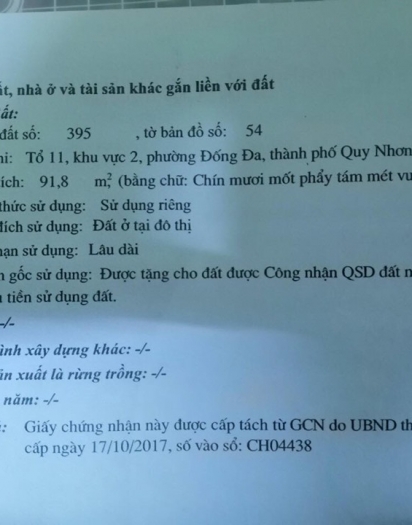 ất, nhà ở và tài sản khác gắn liền với đất
đất:
đất số: 395 , tờ bản đồ số: 54
hỉ: Tổ 11, khu vực 2, phường Đống Đa, thành phố Quy Nhơn
tích: 91,8 m², (bằng chữ: Chín mươi mốt phẩy tám mét vu
thức sử dụng: Sử dụng riêng
đích sử dụng: Đất ở tại đô thị
hạn sử dụng: Lâu dài
n gốc sử dụng: Được tặng cho đất được Công nhận QSD đất n
tiền sử dụng đất.
-/-
ình xây dựng khác: -/-
ản xuất là rừng trồng: -/-
năm: -/-
: Giấy chứng nhận này được cấp tách từ GCN do UBND th
cấp ngày 17/10/2017, số vào sổ: CH04438